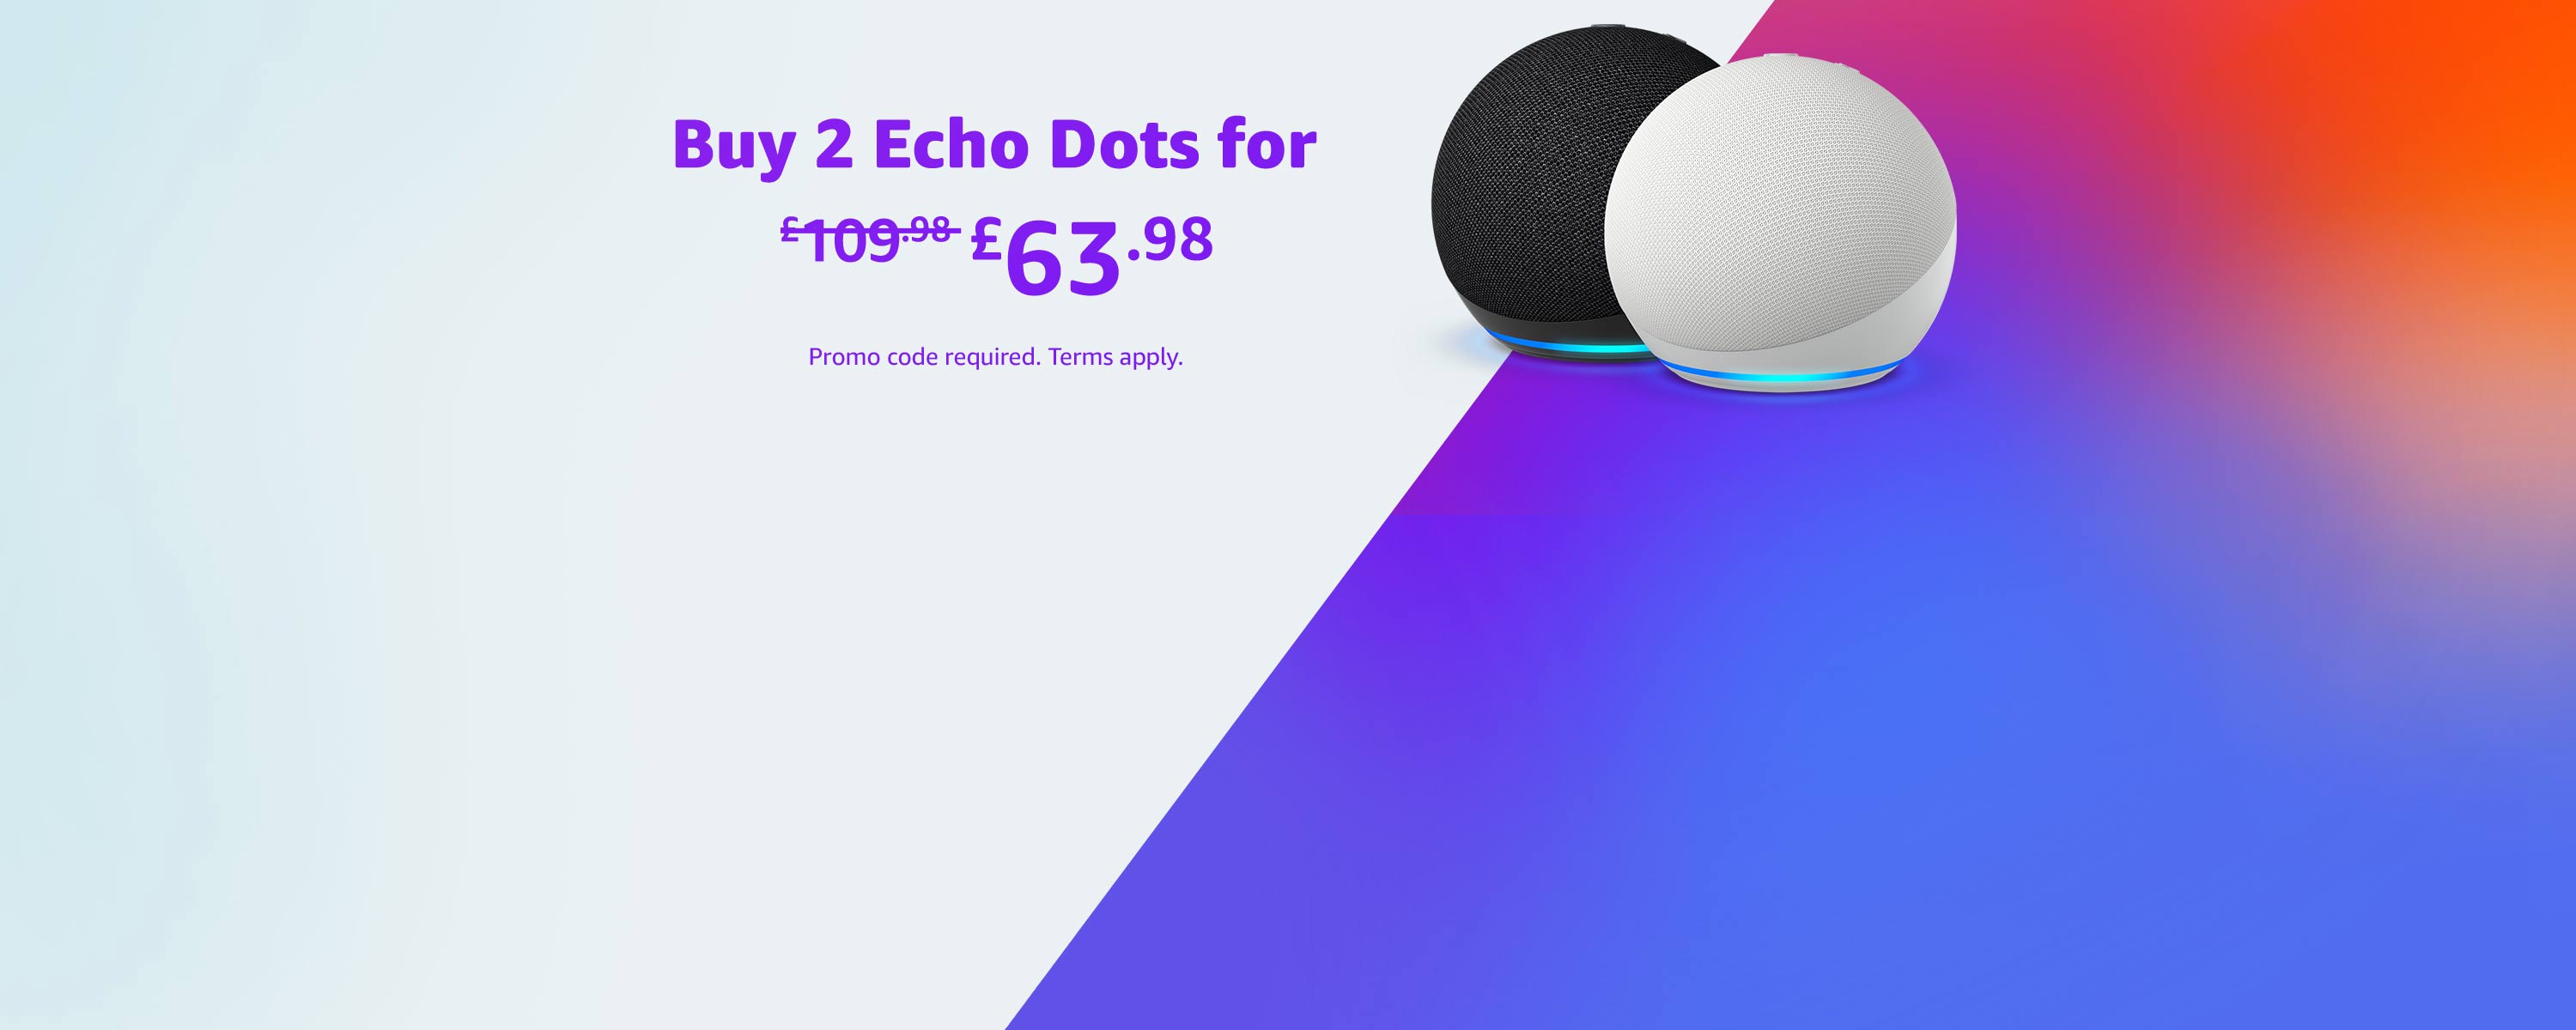 Buy 2 Echo Dots for
£109.98 £63.98
Promo code required. Terms apply.